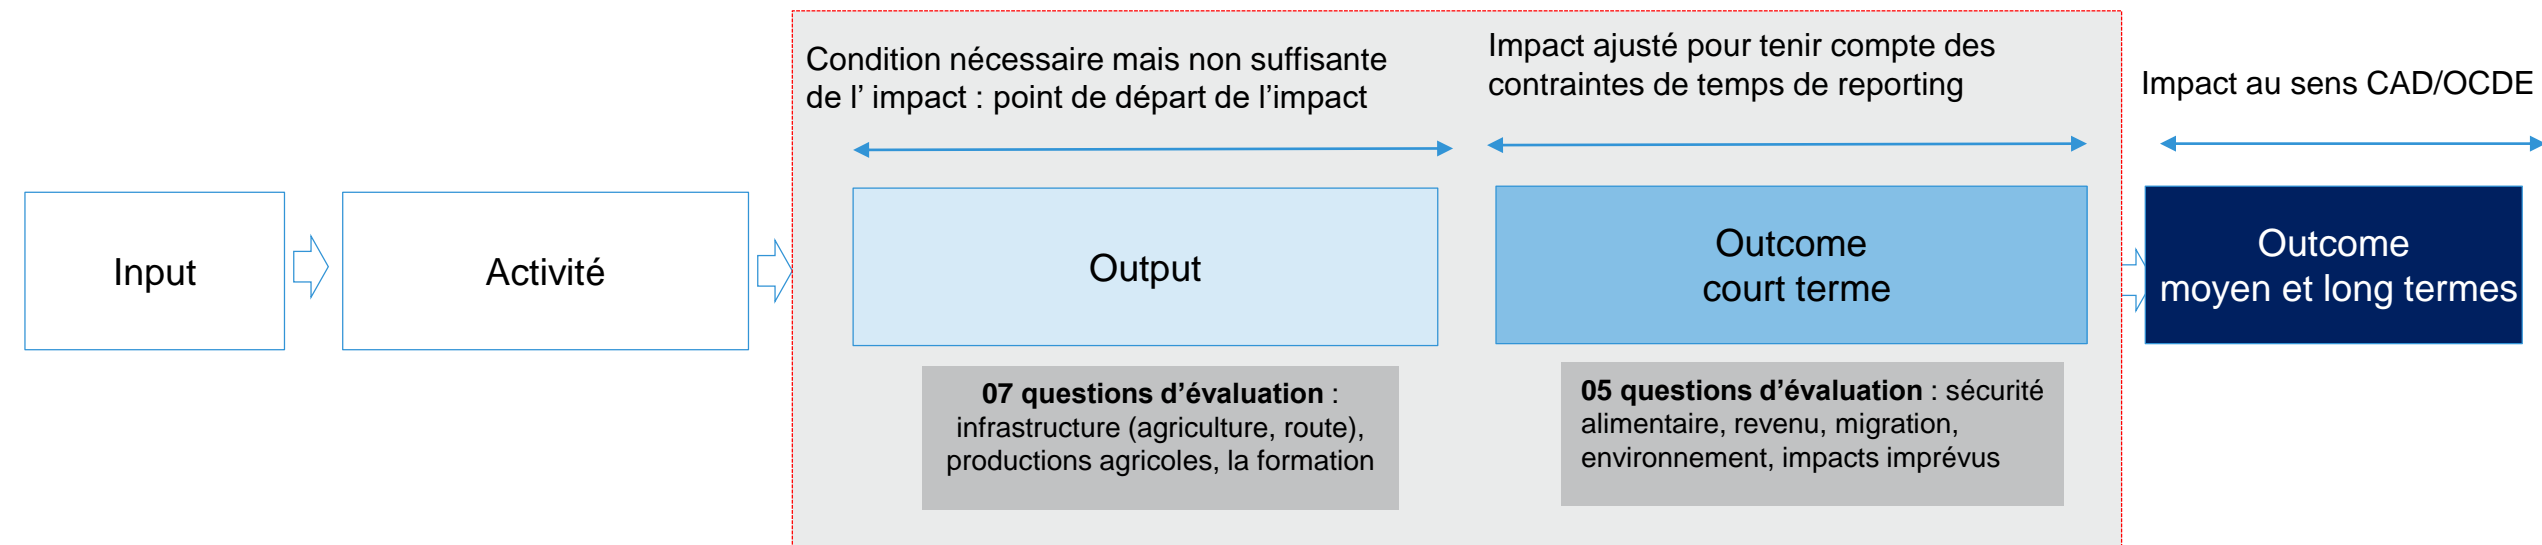 Condition nécessaire mais non suffisante
de l’ impact : point de départ de l’impact
Impact ajusté pour tenir compte des
contraintes de temps de reporting
Impact au sens CAD/OCDE
Input
Activité
Output
Outcome
court terme
Outcome
moyen et long termes
07 questions d’évaluation :
infrastructure (agriculture, route),
productions agricoles, la formation
05 questions d’évaluation : sécurité
alimentaire, revenu, migration,
environnement, impacts imprévus